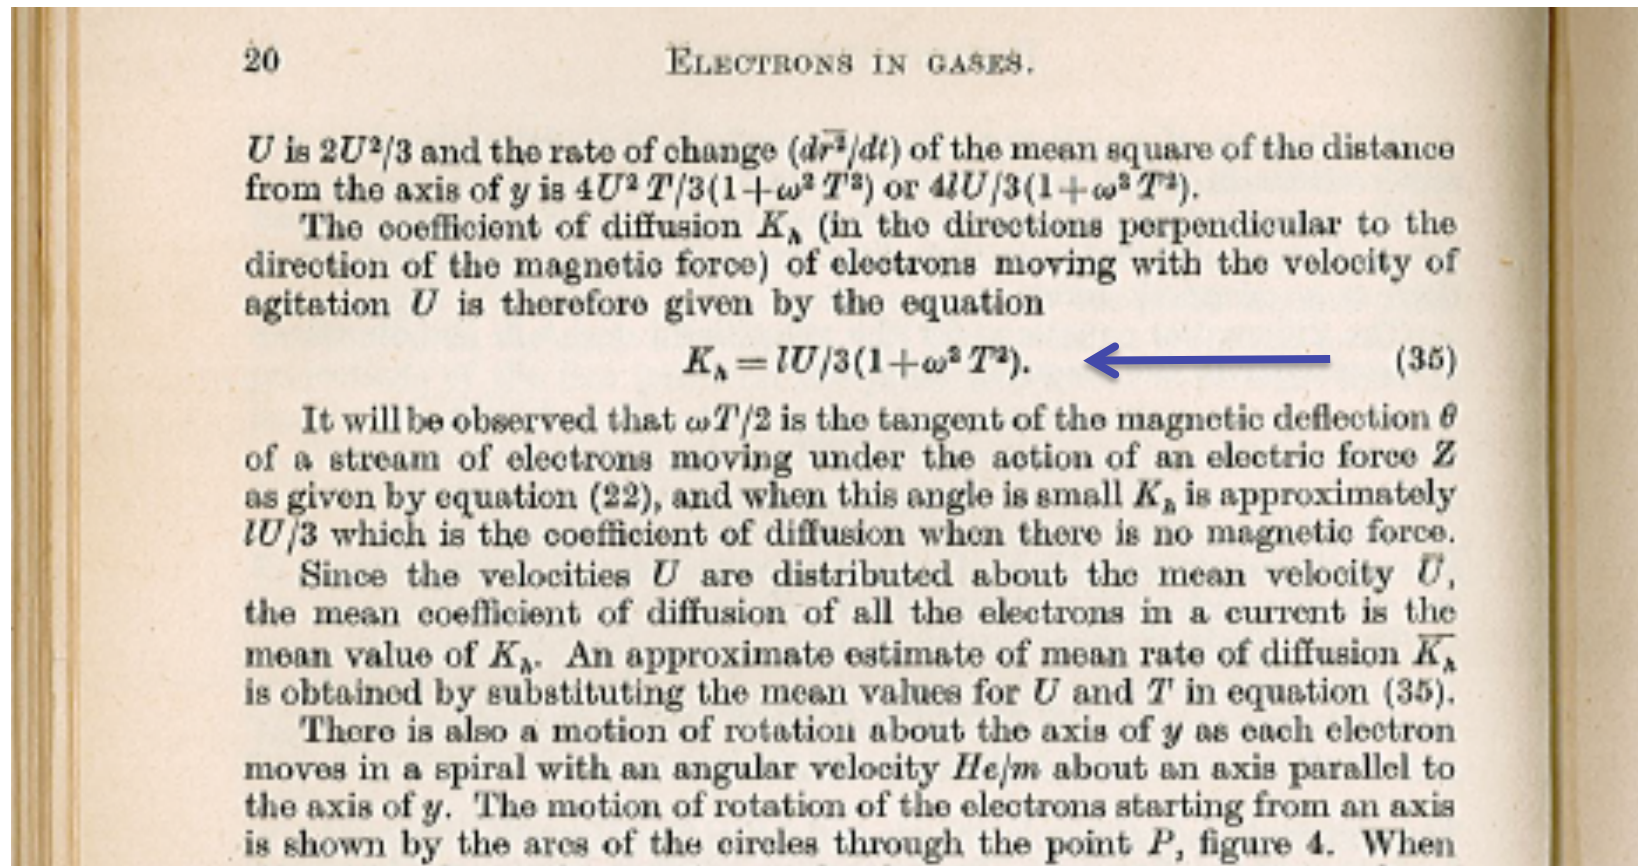 20 ELECTRONS IN GASES.
U is 2U²/3 and the rate of change (dr̅²/dt) of the mean square of the distance
from the axis of y is 4U² T/3(1+ω² T²) or 4lU/3(1+ω² T²).
The coefficient of diffusion Kₕ (in the directions perpendicular to the
direction of the magnetic force) of electrons moving with the velocity of
agitation U is therefore given by the equation
Kₕ = lU/3(1+ω² T²). (35)
It will be observed that ωT/2 is the tangent of the magnetic deflection θ
of a stream of electrons moving under the action of an electric force Z
as given by equation (22), and when this angle is small Kₕ is approximately
lU/3 which is the coefficient of diffusion when there is no magnetic force.
Since the velocities U are distributed about the mean velocity U̅,
the mean coefficient of diffusion of all the electrons in a current is the
mean value of Kₕ. An approximate estimate of mean rate of diffusion K̅ₕ
is obtained by substituting the mean values for U and T in equation (35).
There is also a motion of rotation about the axis of y as each electron
moves in a spiral with an angular velocity He/m about an axis parallel to
the axis of y. The motion of rotation of the electrons starting from an axis
is shown by the arcs of the circles through the point P, figure 4. When